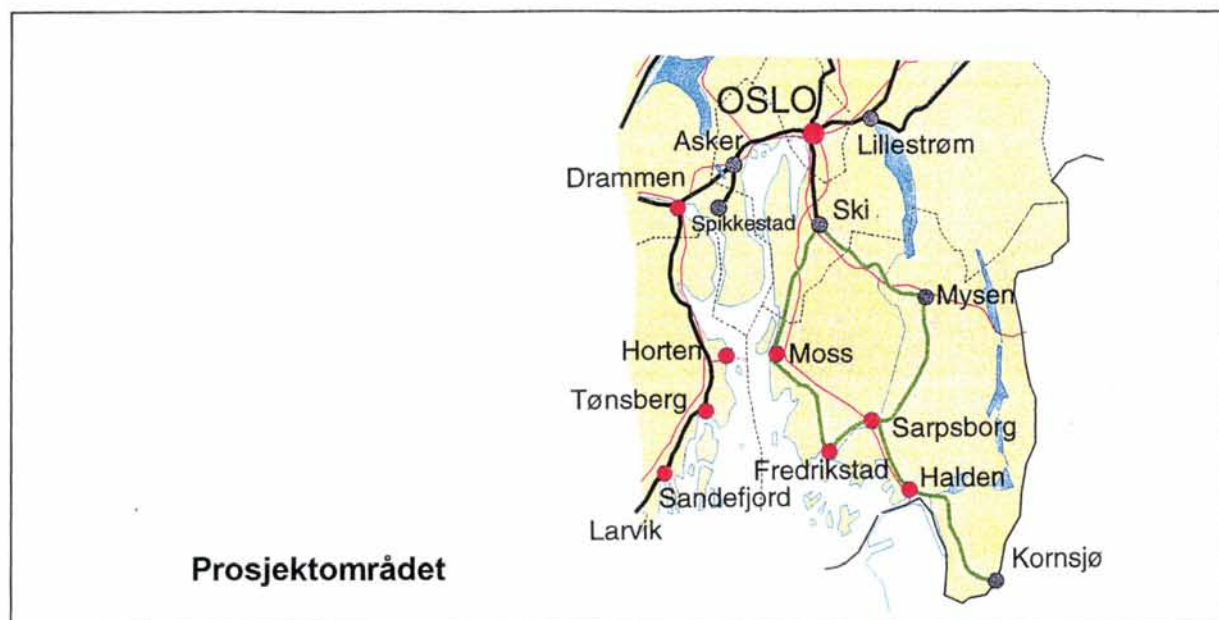 OSLO
Asker
Lillestrøm
Drammen
Spikkestad
Ski
Mysen
Horten
Moss
Tønsberg
Sarpsborg
Fredrikstad
Halden
Sandefjord
Larvik
Kornsjø
Prosjektområdet